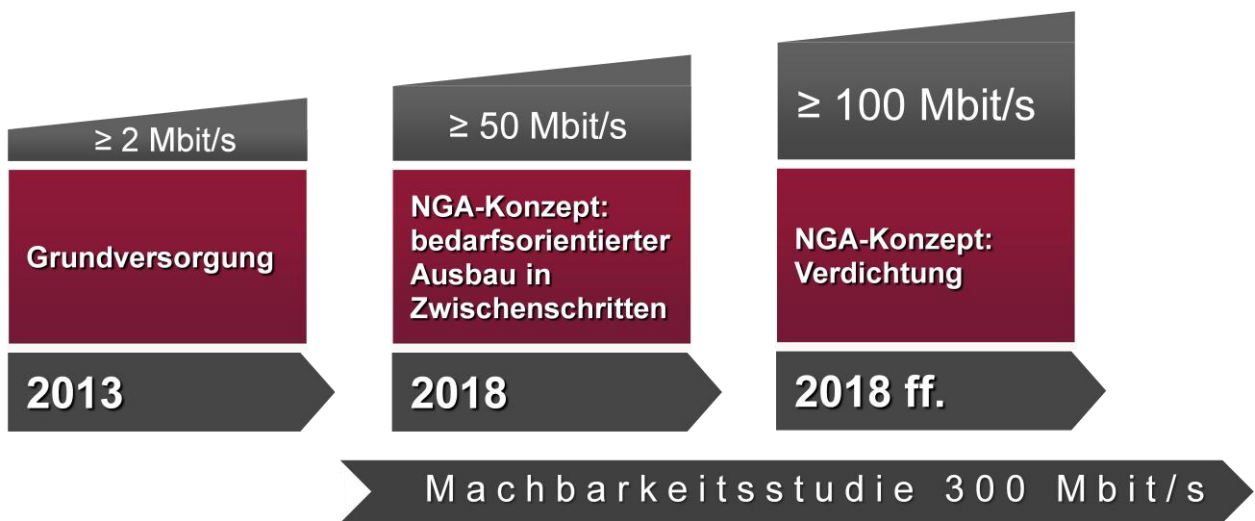 ≥ 2 Mbit/s
Grundversorgung
2013
≥ 50 Mbit/s
NGA-Konzept:
bedarfsorientierter
Ausbau in
Zwischenschritten
2018
≥ 100 Mbit/s
NGA-Konzept:
Verdichtung
2018 ff.
Machbarkeitsstudie 300 Mbit/s